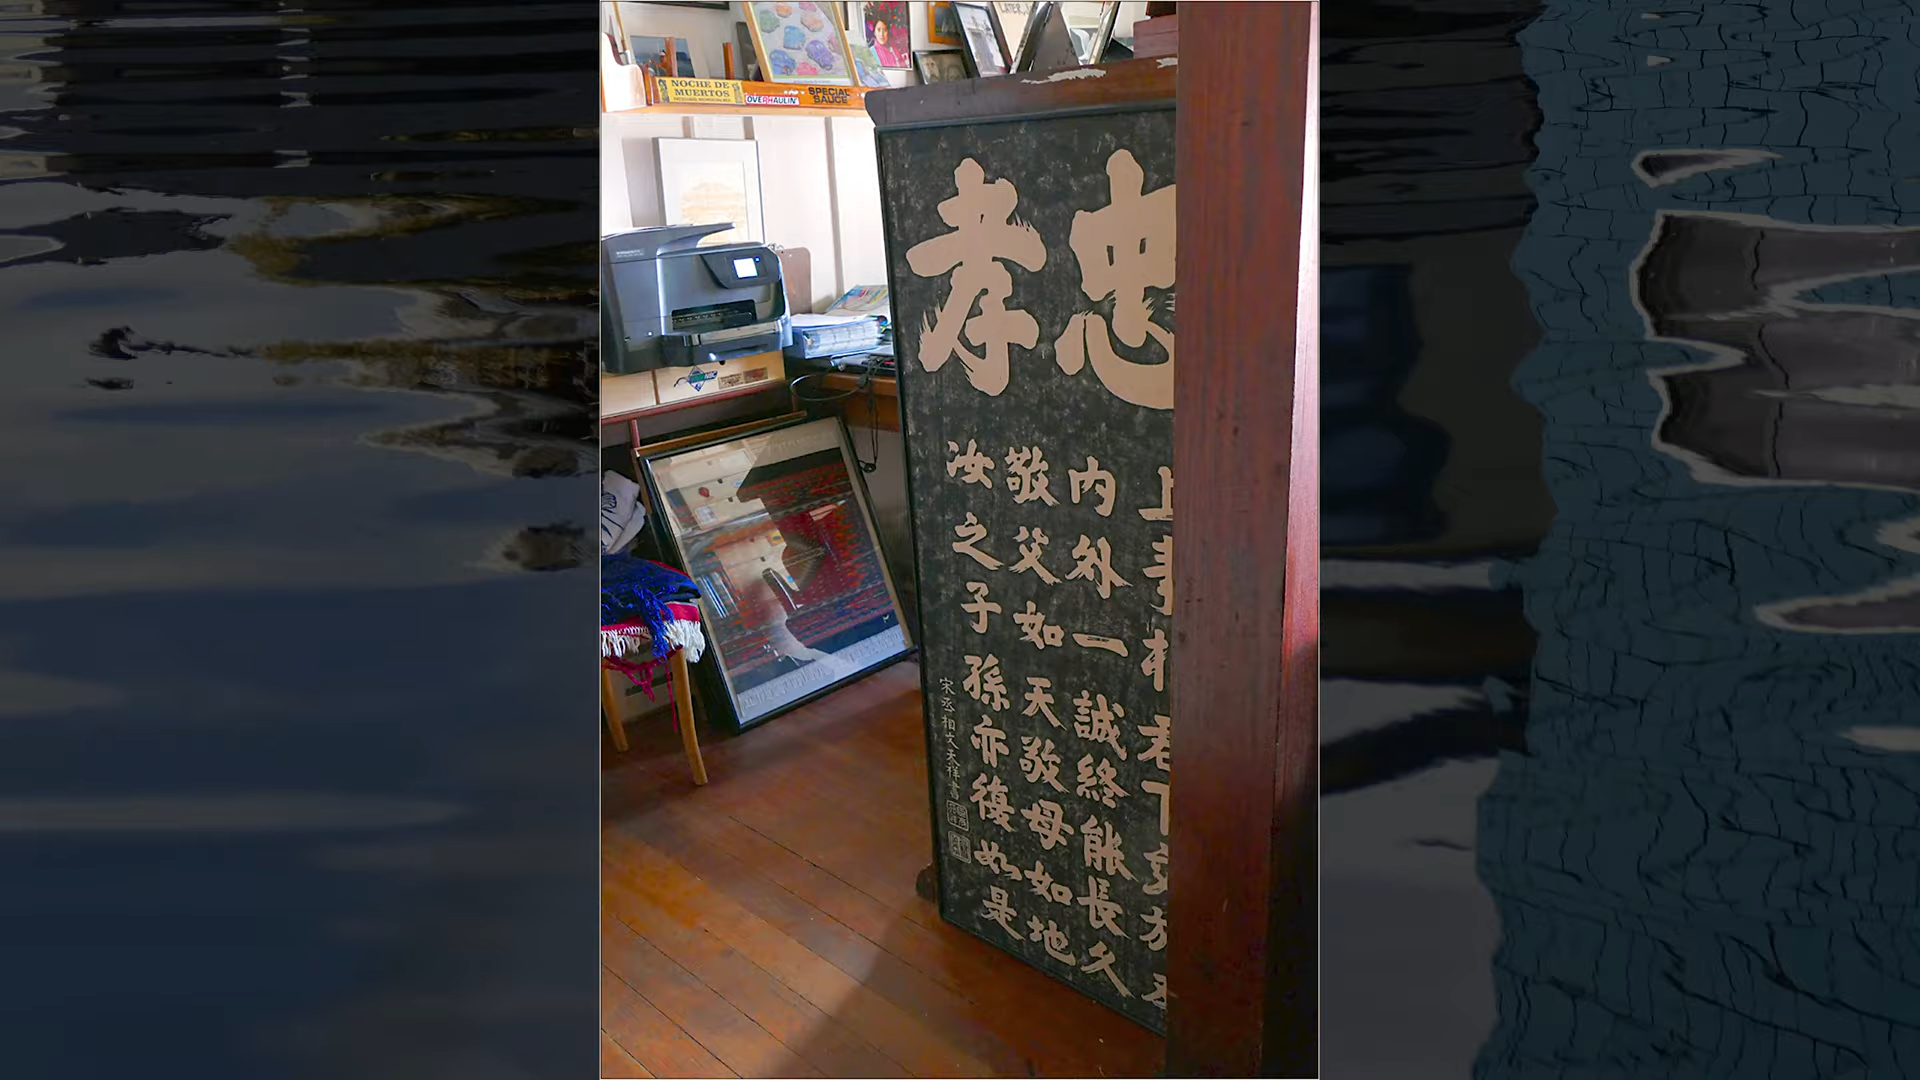 LATER,
NOCHE DE
MUERTOS
OVERHAULIN'
SPECIAL
SAUCE
忠孝
内外一誠終能長久
敬父如天敬母如地
汝之子孫亦復如是
宋丞相文天祥書